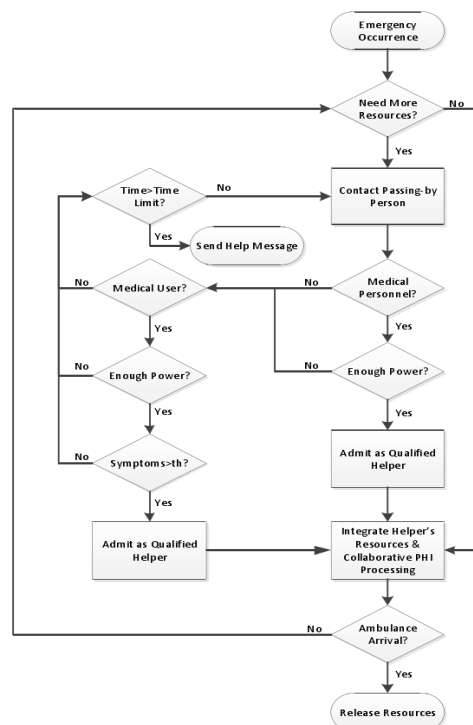 Emergency
Occurrence
Need More
Resources?
No
Yes
Time>Time
Limit?
No
Contact Passing-by
Person
Yes
Send Help Message
No
Medical User?
No
Medical
Personnel?
Yes
Yes
No
Enough Power?
No
Enough Power?
Yes
Yes
No
Symptoms>th?
Admit as Qualified
Helper
Yes
Admit as Qualified
Helper
Integrate Helper's
Resources &
Collaborative PHI
Processing
No
Ambulance
Arrival?
Yes
Release Resources